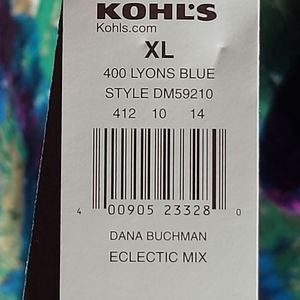 KOHL'S
Kohls.com
XL
400 LYONS BLUE
STYLE DM59210
412 10 14
4 00905 23328 0
DANA BUCHMAN
ECLECTIC MIX